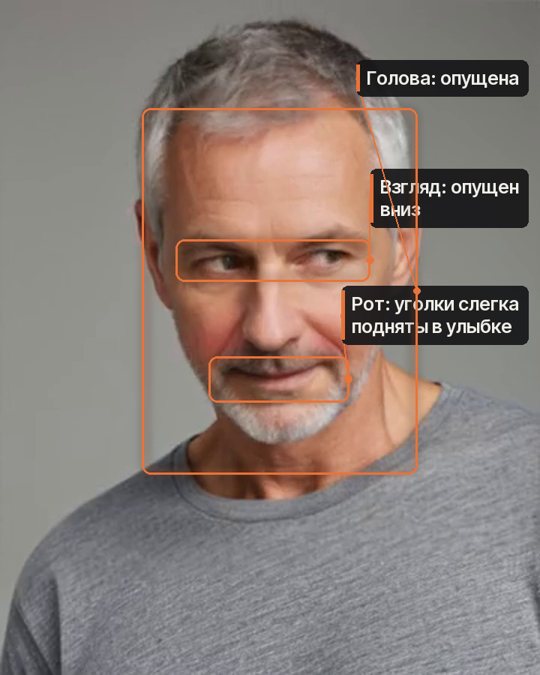 Голова: опущена
Взгляд: опущен
вниз
Рот: уголки слегка
подняты в улыбке